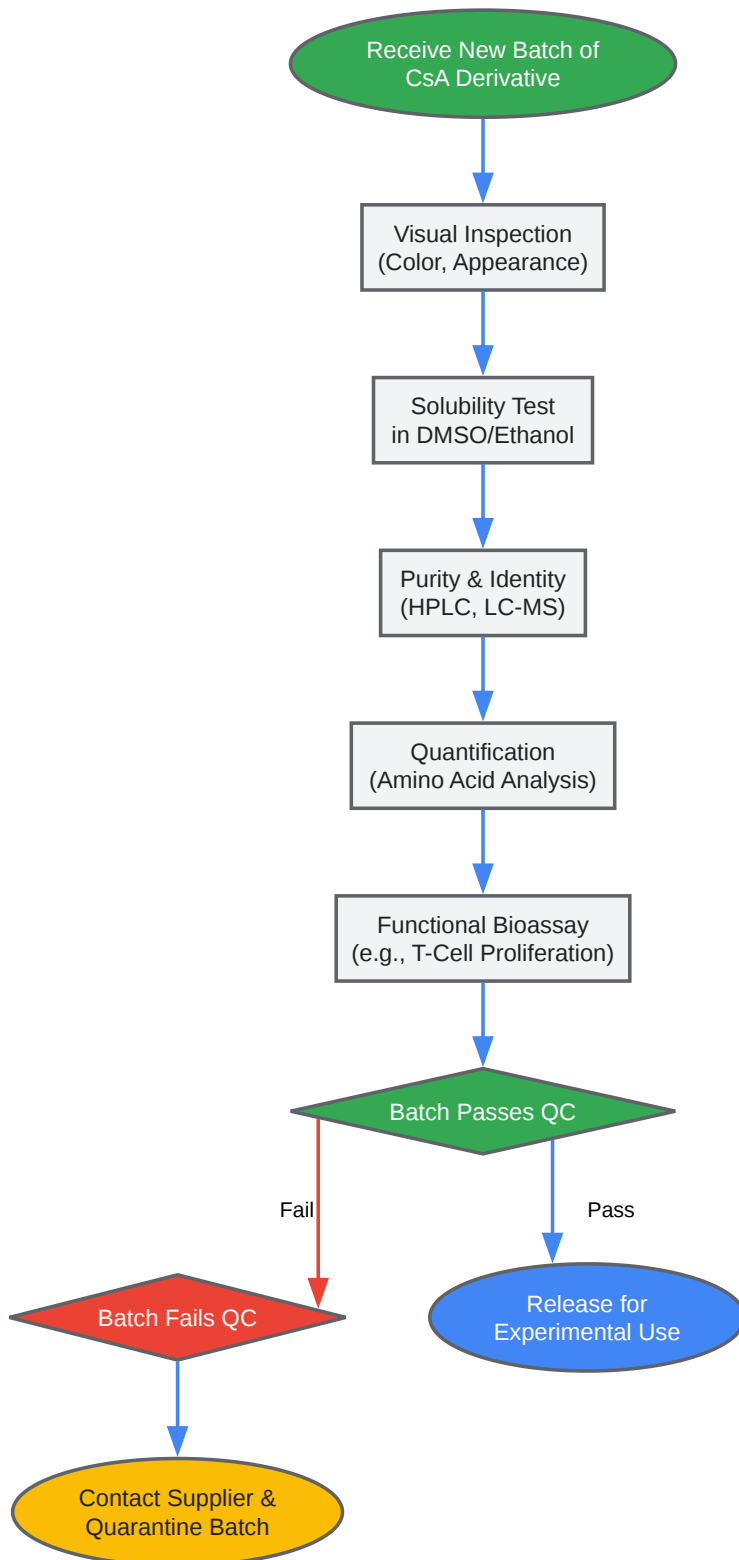 Receive New Batch of
CsA Derivative
Visual Inspection
(Color, Appearance)
Solubility Test
in DMSO/Ethanol
Purity & Identity
(HPLC, LC-MS)
Quantification
(Amino Acid Analysis)
Functional Bioassay
(e.g., T-Cell Proliferation)
Batch Passes QC
Fail
Pass
Batch Fails QC
Release for
Experimental Use
Contact Supplier &
Quarantine Batch